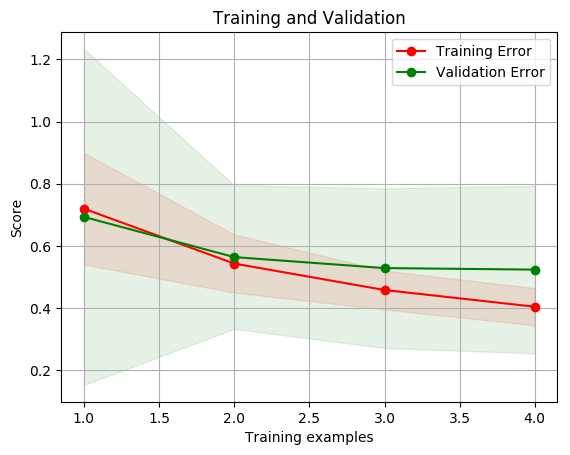 Training and Validation
Training Error
Validation Error
Score
1.2
1.0
0.8
0.6
0.4
0.2
1.0
1.5
2.0
2.5
3.0
3.5
4.0
Training examples